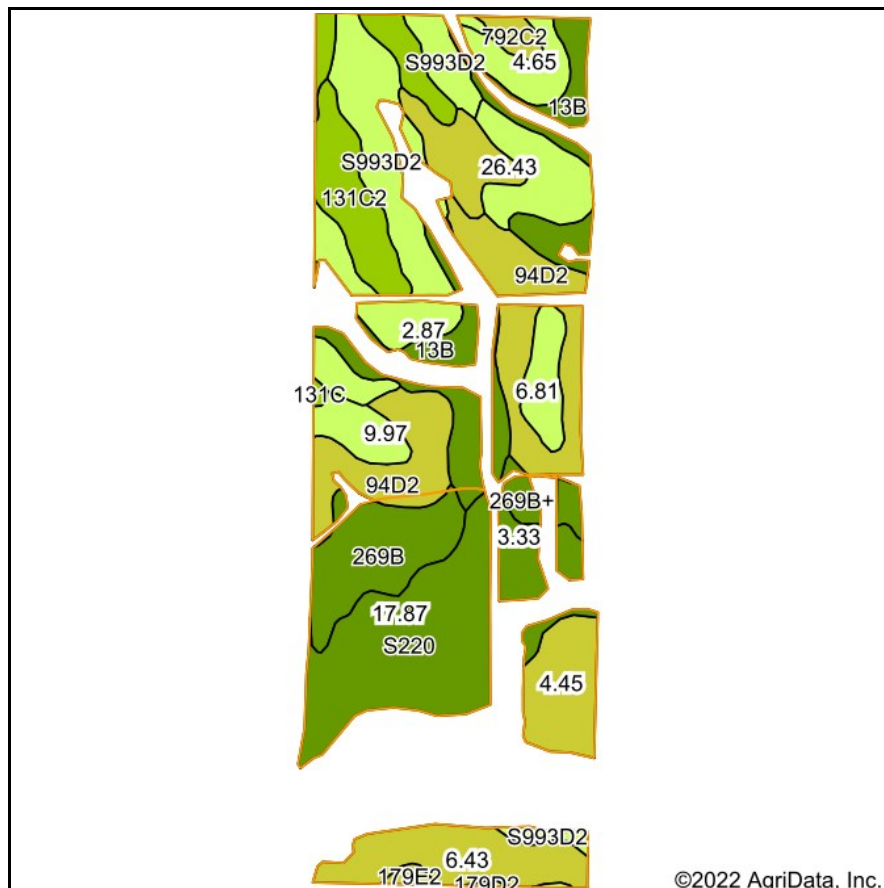 792C2
S993D2
4.65
13B
S993D2
26.43
131C2
94D2
2.87
13B
131C
6.81
9.97
94D2
269B+
3.33
269B
17.87
S220
4.45
S993D2
6.43
179E2
179D2
©2022 AgriData, Inc.